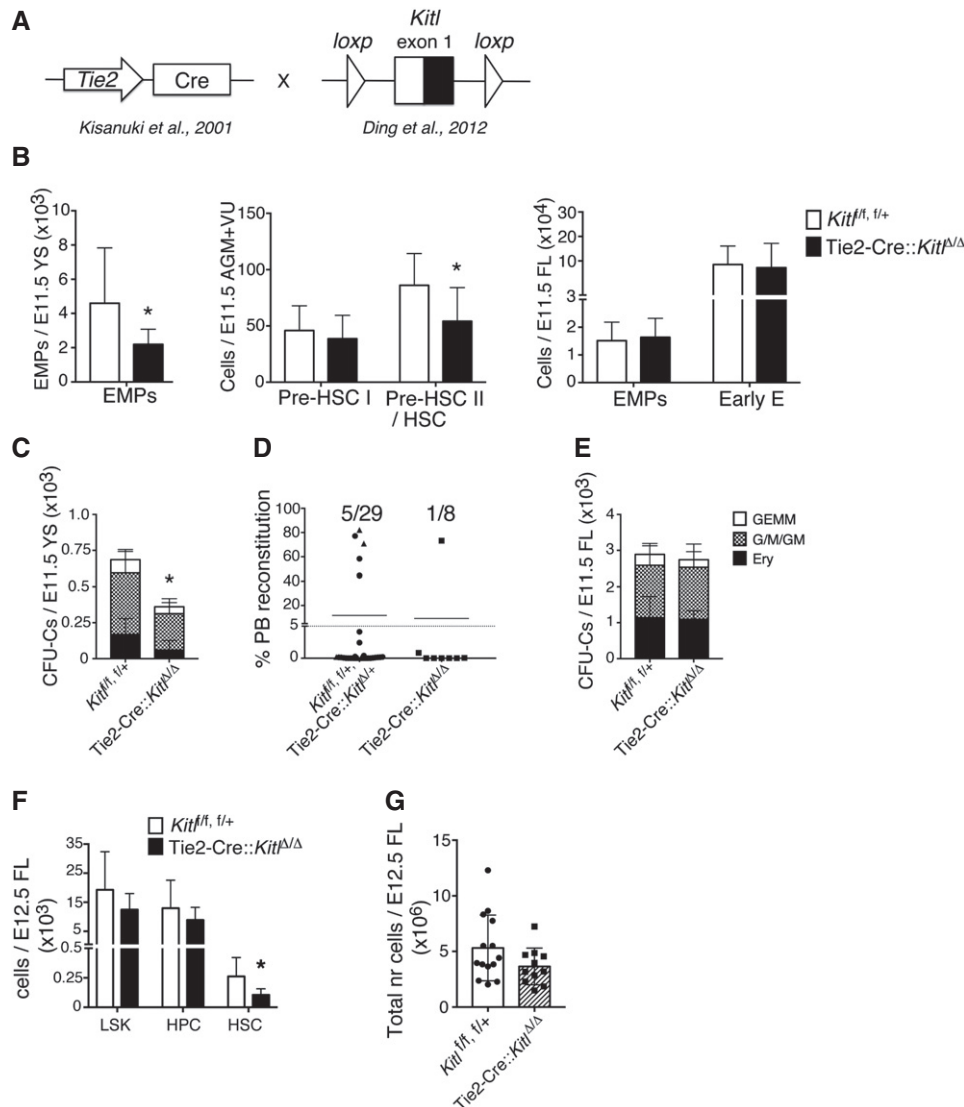 A
Kitl
loxp exon 1 loxp
Tie2 Cre X
Kisanuki et al., 2001 Ding et al., 2012
B
EMPs / E11.5 YS (x10³)
10
8
6
4
2
0
*
EMPs
Cells / E11.5 AGM+VU
150
100
50
0
*
Pre-HSC I Pre-HSC II
/ HSC
Cells / E11.5 FL (x10⁴)
30
20
10
3
2
1
0
EMPs Early E
Kitl^f/f, f/+
Tie2-Cre::Kitl^Δ/Δ
C
CFU-Cs / E11.5 YS (x10³)
1.00
0.75
0.5
0.25
0
*
Kitl^f/f, f/+
Tie2-Cre::Kitl^Δ/Δ
D
% PB reconstitution
100
80
60
40
20
5
0
5/29 1/8
Kitl^f/f, f/+,
Tie2-Cre::Kitl^Δ/+
Tie2-Cre::Kitl^Δ/Δ
E
CFU-Cs / E11.5 FL (x10³)
4
3
2
1
0
GEMM
G/M/GM
Ery
Kitl^f/f, f/+
Tie2-Cre::Kitl^Δ/Δ
F
Kitl^f/f, f/+
Tie2-Cre::Kitl^Δ/Δ
cells / E12.5 FL
(x10³)
35
25
15
5
0.5
0.25
0
*
LSK HPC HSC
G
Total nr cells / E12.5 FL
(x10⁶)
15
10
5
0
Kitl^f/f, f/+
Tie2-Cre::Kitl^Δ/Δ